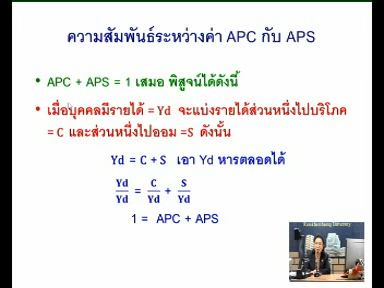 ความสัมพันธ์ระหว่างค่า APC กับ APS
• APC + APS = 1 เสมอ พิสูจน์ได้ดังนี้
• เมื่อบุคคลมีรายได้ = Yd จะแบ่งรายได้ส่วนหนึ่งไปบริโภค
= C และส่วนหนึ่งไปออม =S ดังนั้น
Yd = C + S เอา Yd หารตลอดได้
Yd/Yd = C/Yd + S/Yd
1 = APC + APS